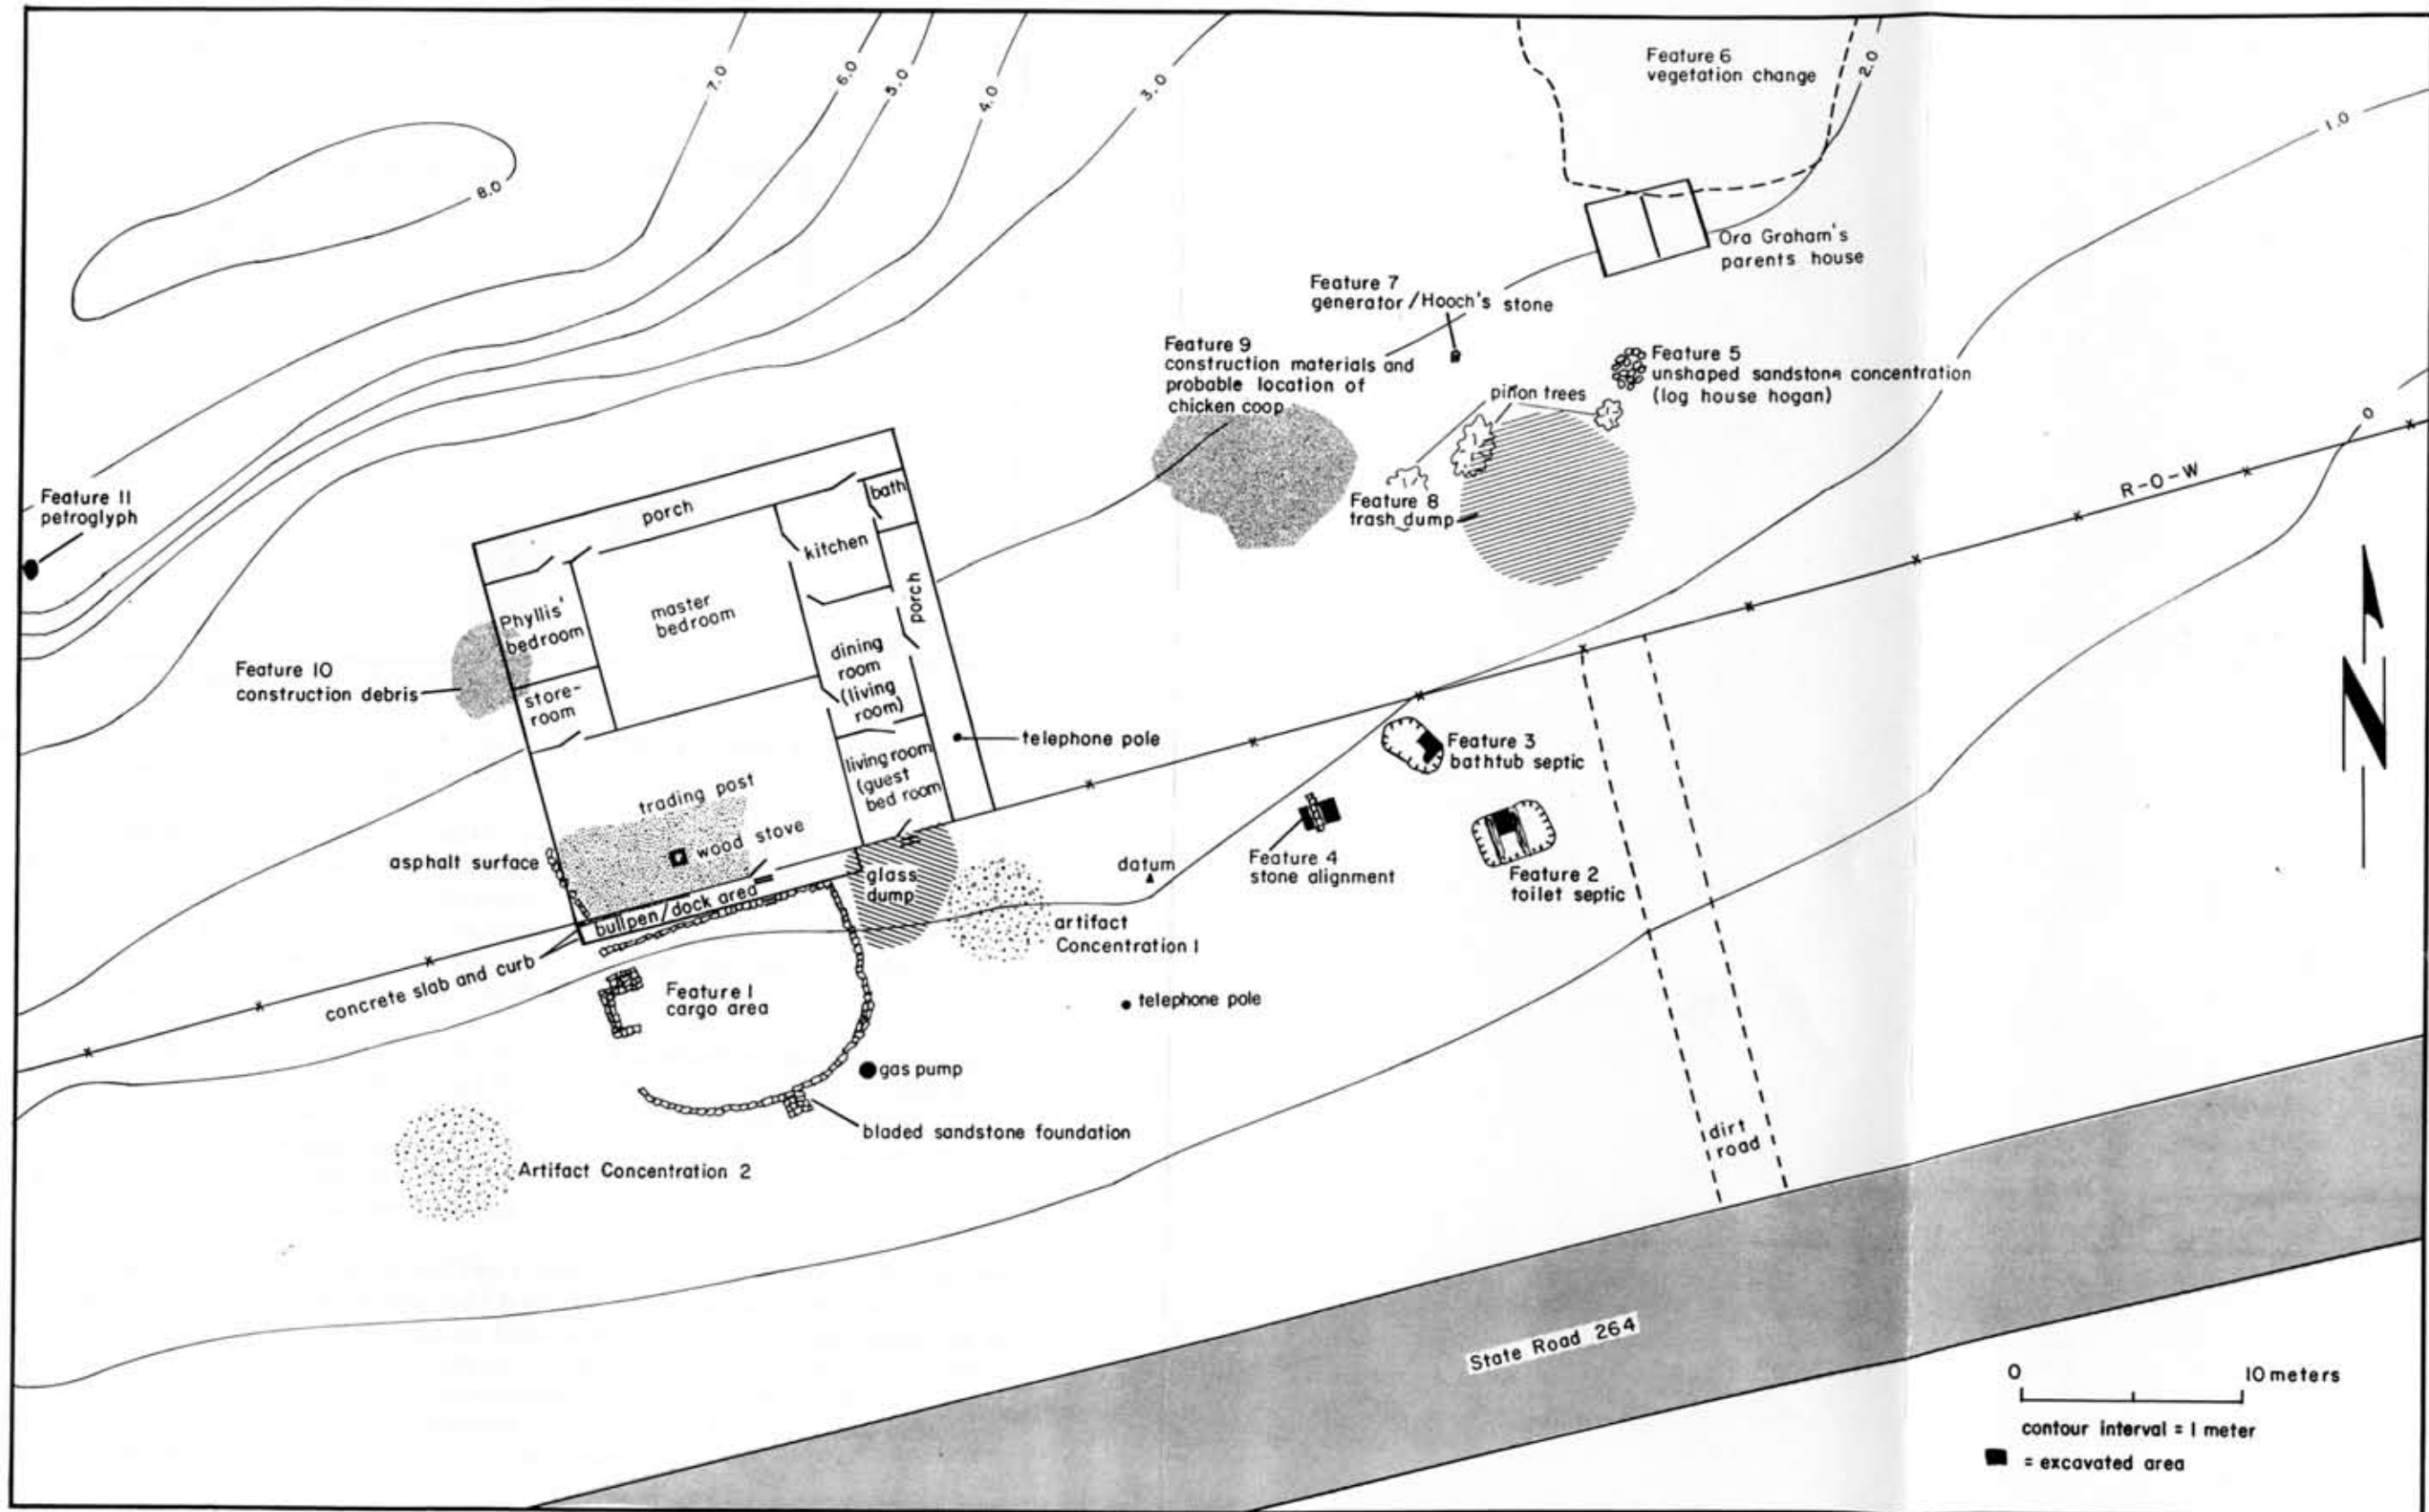 7.0
6.0
5.0
4.0
3.0
Feature 6
vegetation change
2.0
1.0
8.0
Ora Graham's
parents house
Feature 7
generator/Hooch's stone
Feature 9
construction materials and
probable location of
chicken coop
Feature 5
unshaped sandstone concentration
(log house hogan)
piñon trees
0
R-O-W
Feature 11
petroglyph
porch
bath
kitchen
Feature 8
trash dump
porch
Phyllis'
bedroom
master
bedroom
dining
room
(living
room)
Feature 10
construction debris
store-
room
telephone pole
N
Feature 3
bathtub septic
living room
(guest
bed room
trading post
wood stove
asphalt surface
glass
dump
datum
Feature 4
stone alignment
Feature 2
toilet septic
bullpen/dock area
artifact
Concentration 1
concrete slab and curb
Feature 1
cargo area
telephone pole
gas pump
bladed sandstone foundation
dirt
road
Artifact Concentration 2
State Road 264
0 10 meters
contour interval = 1 meter
= excavated area